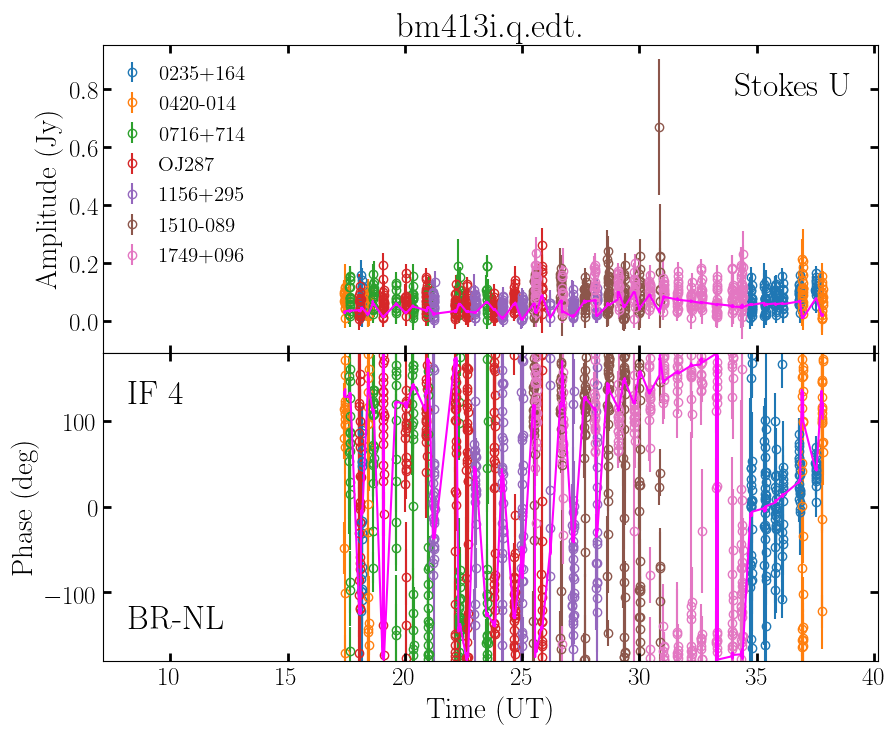 bm413i.q.edt.
Stokes U
0235+164
0420-014
0716+714
OJ287
1156+295
1510-089
1749+096
Amplitude (Jy)
0.8
0.6
0.4
0.2
0.0
IF 4
BR-NL
Phase (deg)
100
0
−100
10 15 20 25 30 35 40
Time (UT)